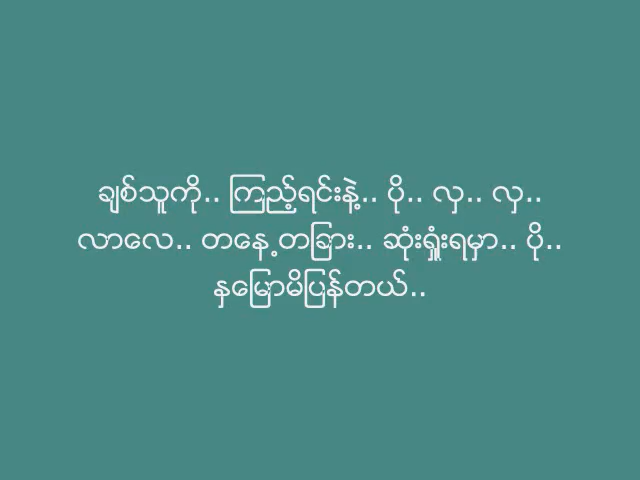 ချစ်သူကို.. ကြည့်ရင်းနဲ့.. ပို.. လှ.. လှ..
လာလေ.. တနေ့တခြား.. ဆုံးရှုံးရမှာ.. ပို..
နှမြောမိပြန်တယ်..